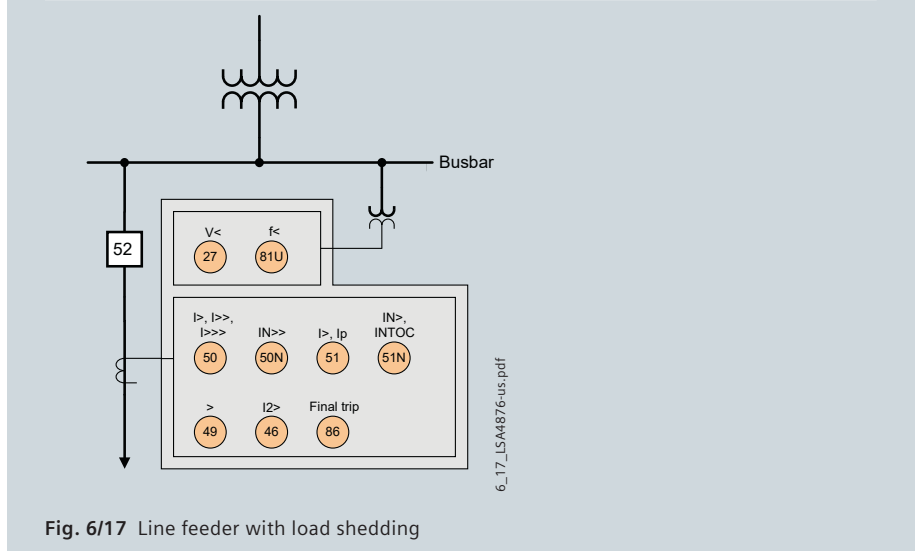 Busbar
V<
f<
52
27
81U
I>, I>>,
I>>>
IN>>
I>, Ip
IN>,
INTOC
50
50N
51
51N
>
I2>
Final trip
49
46
86
6_17_LSA4876-us.pdf
Fig. 6/17 Line feeder with load shedding